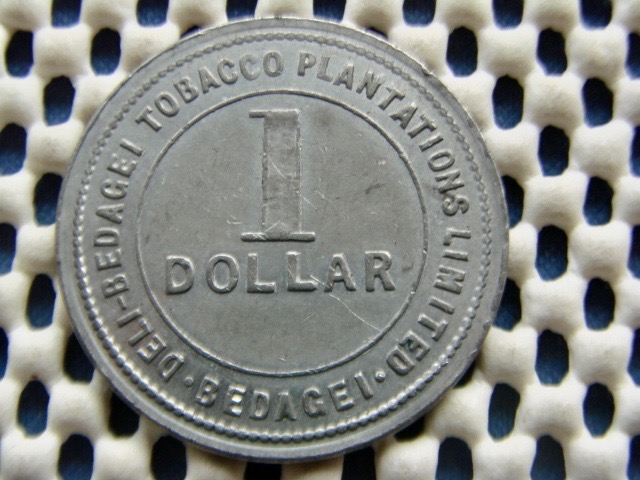 DELI-BEDAGEI TOBACCO PLANTATIONS LIMITED
1
DOLLAR
· BEDAGEI ·